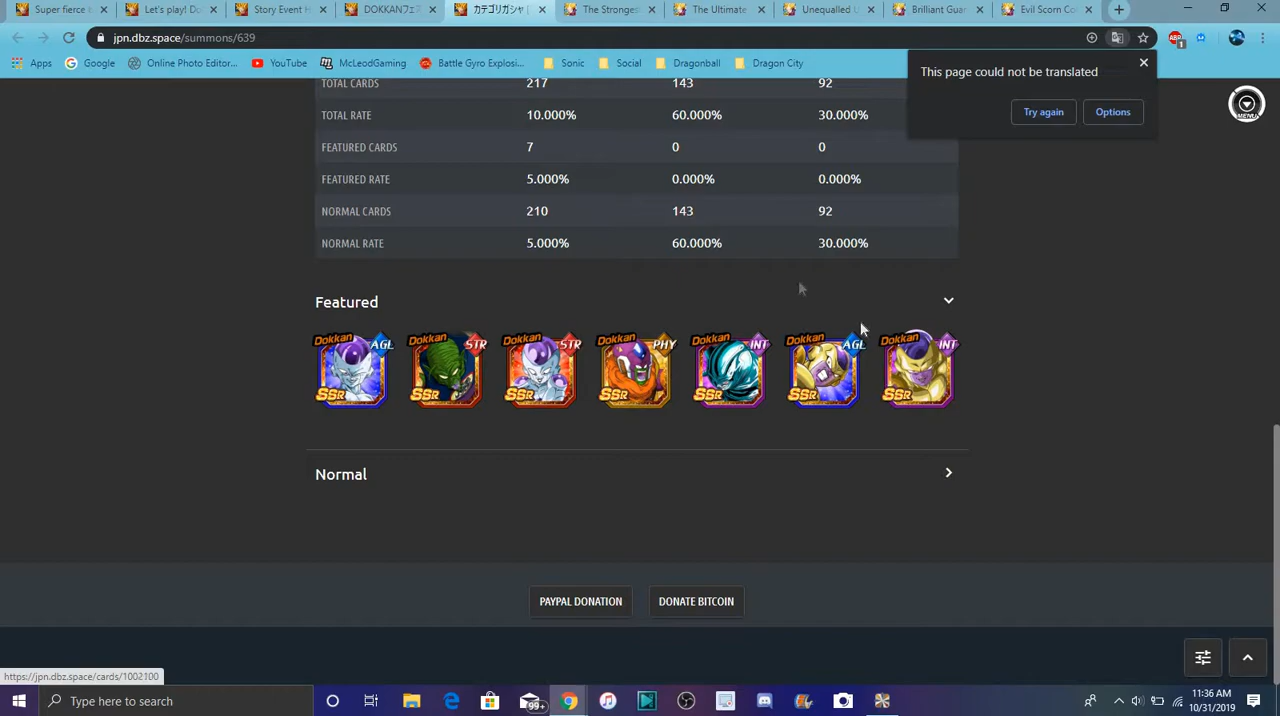 Super fierce
Let's play! Do
Story Event H
DOKKANフェス
カテゴリガシャ
The Strongest
The Ultimate
Unequalled U
Brilliant Gua
Evil Scorn Co
jpn.dbz.space/summons/639
Apps
Google
Online Photo Editor...
YouTube
McLeodGaming
Battle Gyro Explosi...
Sonic
Social
Dragonball
Dragon City
This page could not be translated
Try again
Options
MENU
TOTAL CARDS 217 143 92
TOTAL RATE 10.000% 60.000% 30.000%
FEATURED CARDS 7 0 0
FEATURED RATE 5.000% 0.000% 0.000%
NORMAL CARDS 210 143 92
NORMAL RATE 5.000% 60.000% 30.000%
Featured
Dokkan AGL SSR
Dokkan STR SSR
Dokkan STR SSR
Dokkan PHY SSR
Dokkan INT SSR
Dokkan AGL SSR
Dokkan INT SSR
Normal
PAYPAL DONATION
DONATE BITCOIN
https://jpn.dbz.space/cards/1002100
Type here to search
99+
11:36 AM
10/31/2019